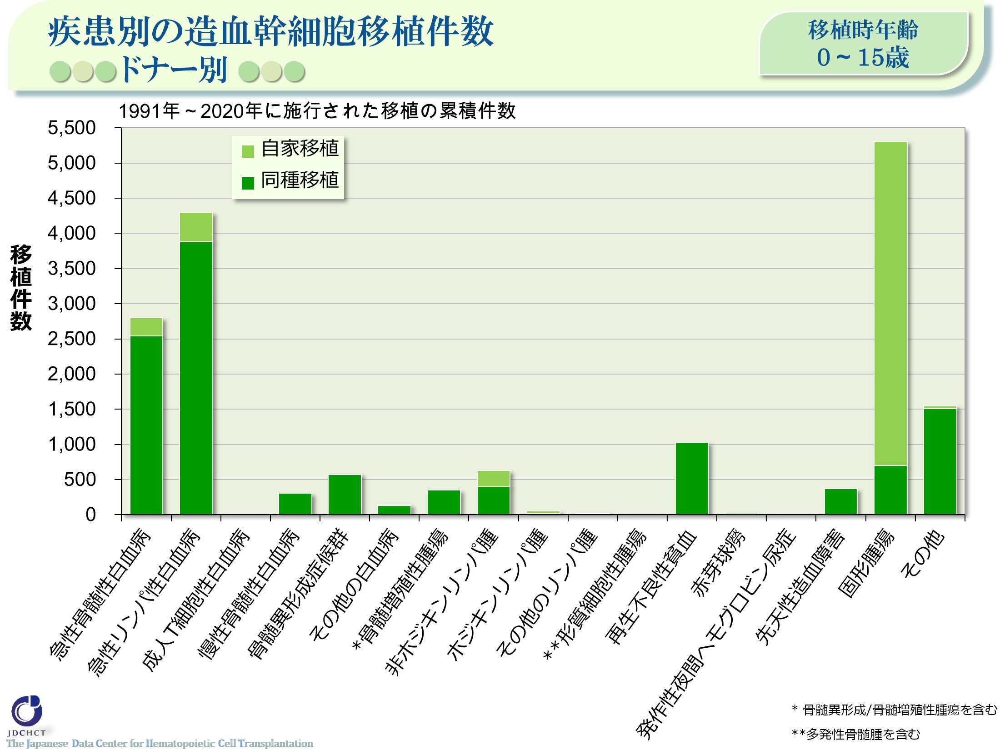 疾患別の造血幹細胞移植件数
ドナー別
移植時年齢
0~15歳
1991年~2020年に施行された移植の累積件数
自家移植
同種移植
移植件数
5,500
5,000
4,500
4,000
3,500
3,000
2,500
2,000
1,500
1,000
500
0
急性骨髄性白血病
急性リンパ性白血病
成人T細胞性白血病
慢性骨髄性白血病
骨髄異形成症候群
その他の白血病
*骨髄増殖性腫瘍
非ホジキンリンパ腫
ホジキンリンパ腫
その他のリンパ腫
**形質細胞性腫瘍
再生不良性貧血
赤芽球癆
発作性夜間ヘモグロビン尿症
先天性造血障害
固形腫瘍
その他
* 骨髄異形成/骨髄増殖性腫瘍を含む
**多発性骨髄腫を含む
JDCHCT
The Japanese Data Center for Hematopoietic Cell Transplantation